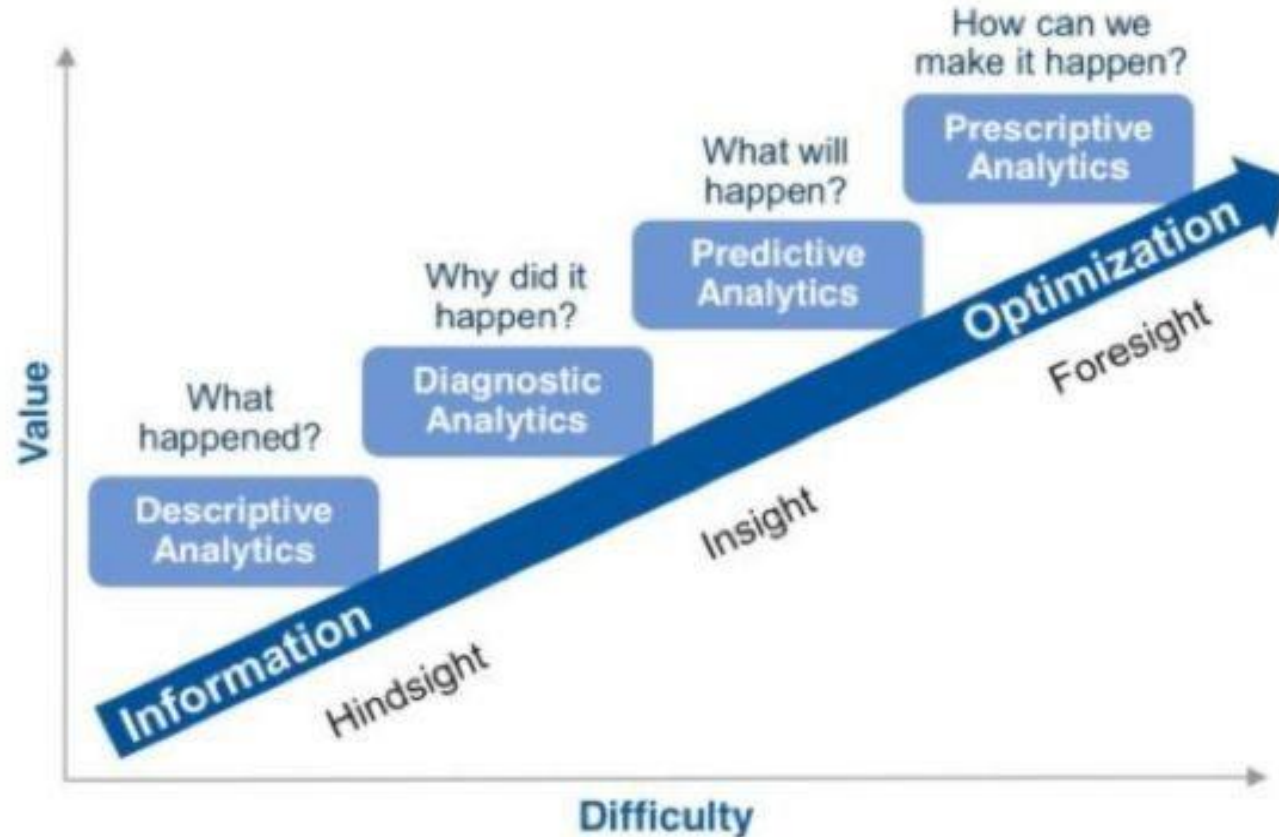 How can we
make it happen?
Prescriptive
Analytics
What will
happen?
Predictive
Analytics
Why did it
happen?
Diagnostic
Analytics
What
happened?
Descriptive
Analytics
Value
Information
Optimization
Hindsight
Insight
Foresight
Difficulty